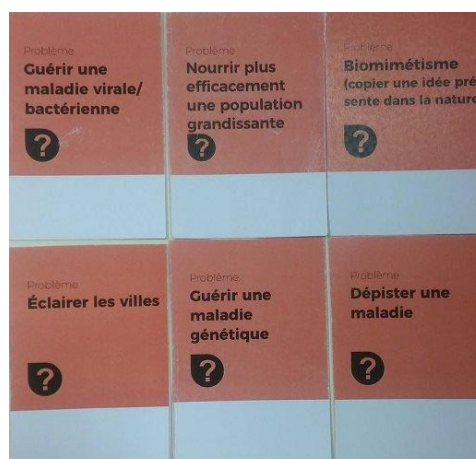 Problème
Guérir une
maladie virale/
bactérienne
?
Problème
Nourrir plus
efficacement
une population
grandissante
?
Problème
Biomimétisme
(copier une idée pré
sente dans la nature
?
Problème
Éclairer les villes
?
Problème
Guérir une
maladie
génétique
?
Problème
Dépister une
maladie
?